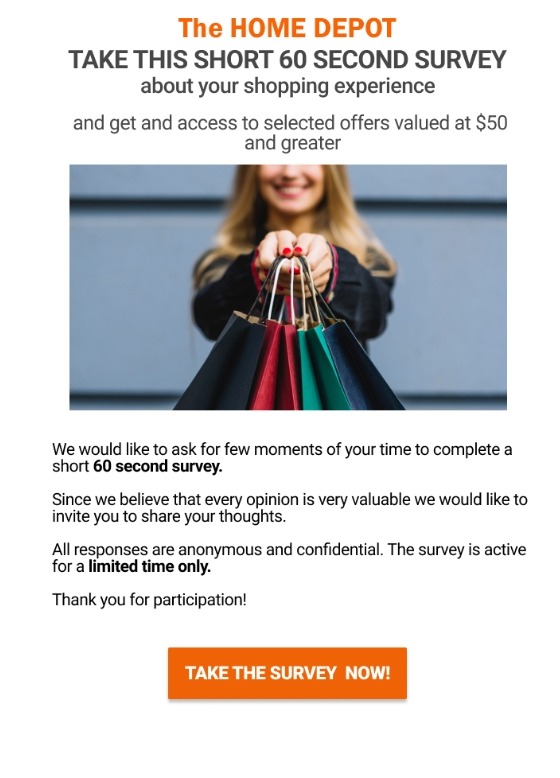 The HOME DEPOT
TAKE THIS SHORT 60 SECOND SURVEY
about your shopping experience
and get and access to selected offers valued at $50
and greater
We would like to ask for few moments of your time to complete a
short 60 second survey.
Since we believe that every opinion is very valuable we would like to
invite you to share your thoughts.
All responses are anonymous and confidential. The survey is active
for a limited time only.
Thank you for participation!
TAKE THE SURVEY NOW!